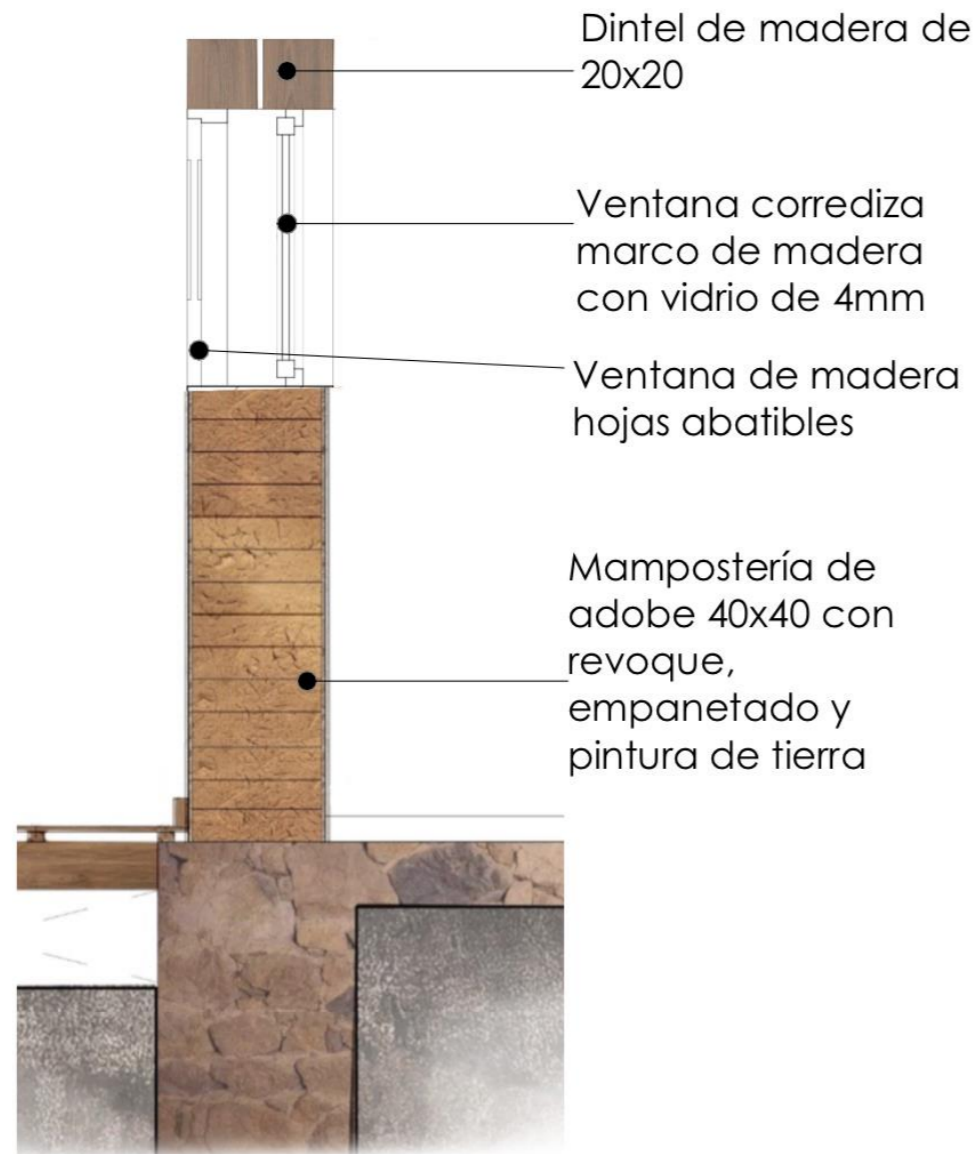 Dintel de madera de
20x20
Ventana corrediza
marco de madera
con vidrio de 4mm
Ventana de madera
hojas abatibles
Mampostería de
adobe 40x40 con
revoque,
empanetado y
pintura de tierra